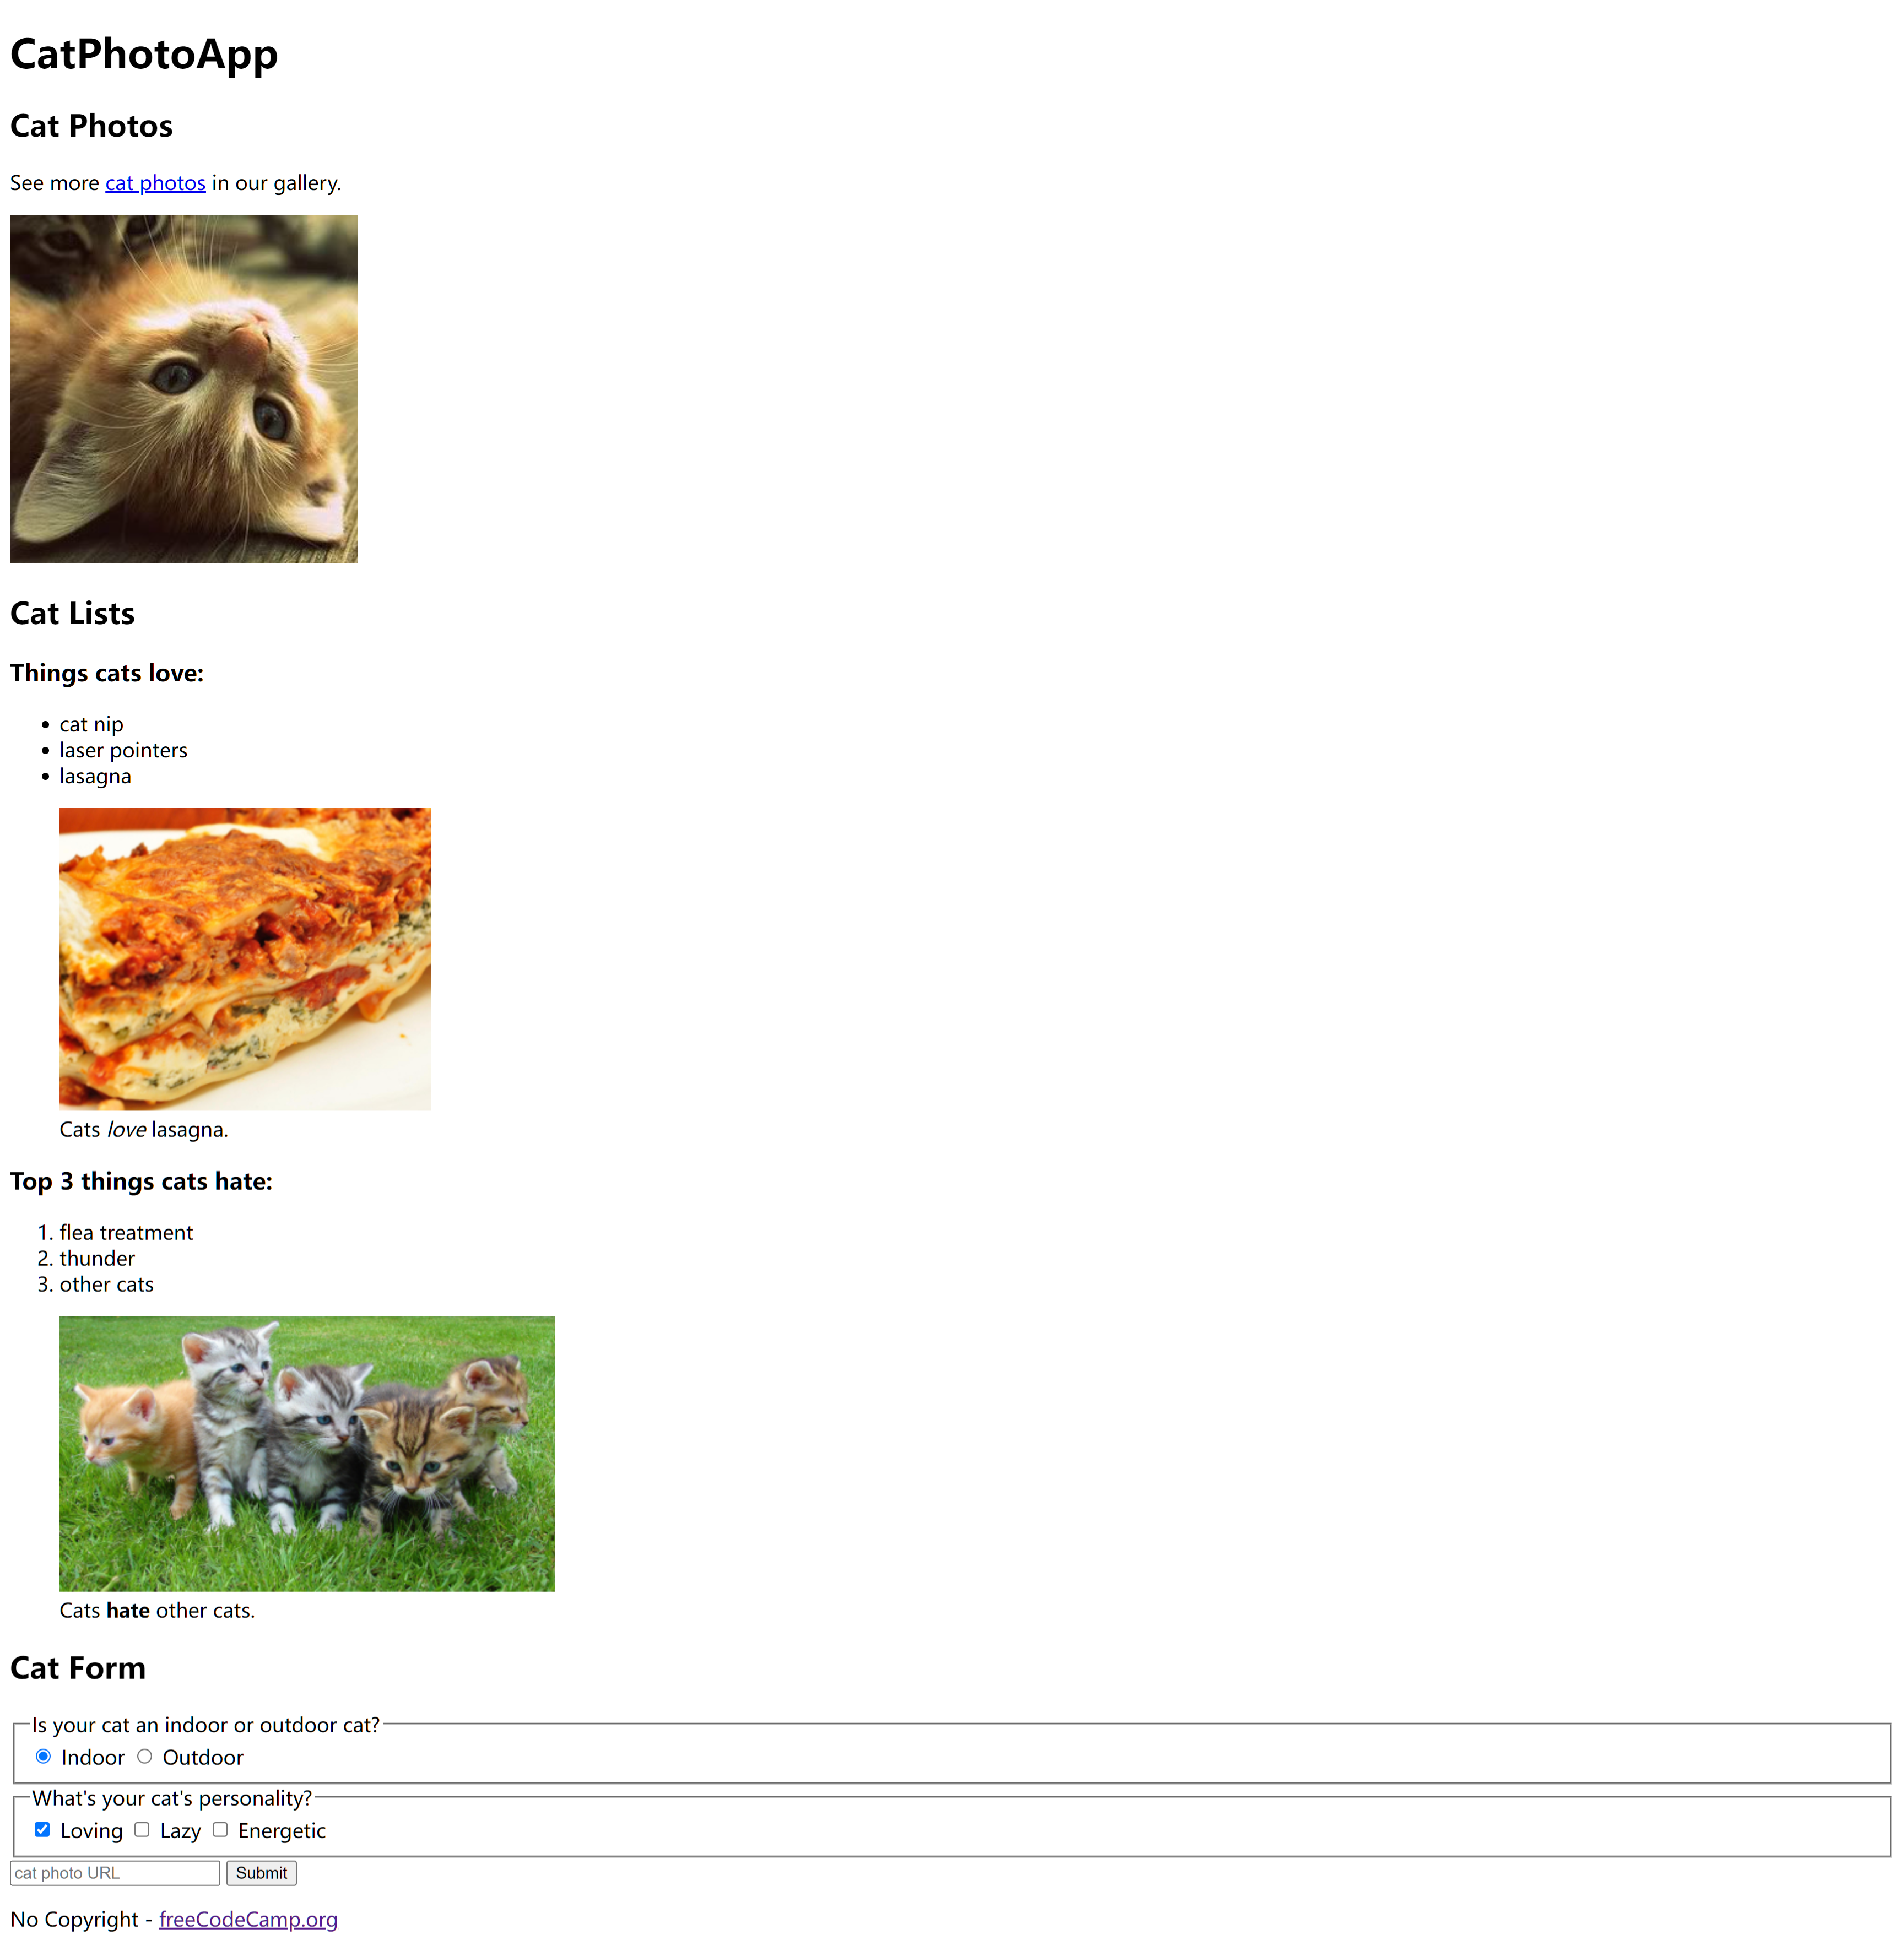 CatPhotoApp
Cat Photos
See more cat photos in our gallery.
Cat Lists
Things cats love:
cat nip
laser pointers
lasagna
Cats love lasagna.
Top 3 things cats hate:
1. flea treatment
2. thunder
3. other cats
Cats hate other cats.
Cat Form
Is your cat an indoor or outdoor cat?
Indoor Outdoor
What's your cat's personality?
Loving Lazy Energetic
cat photo URL Submit
No Copyright - freeCodeCamp.org